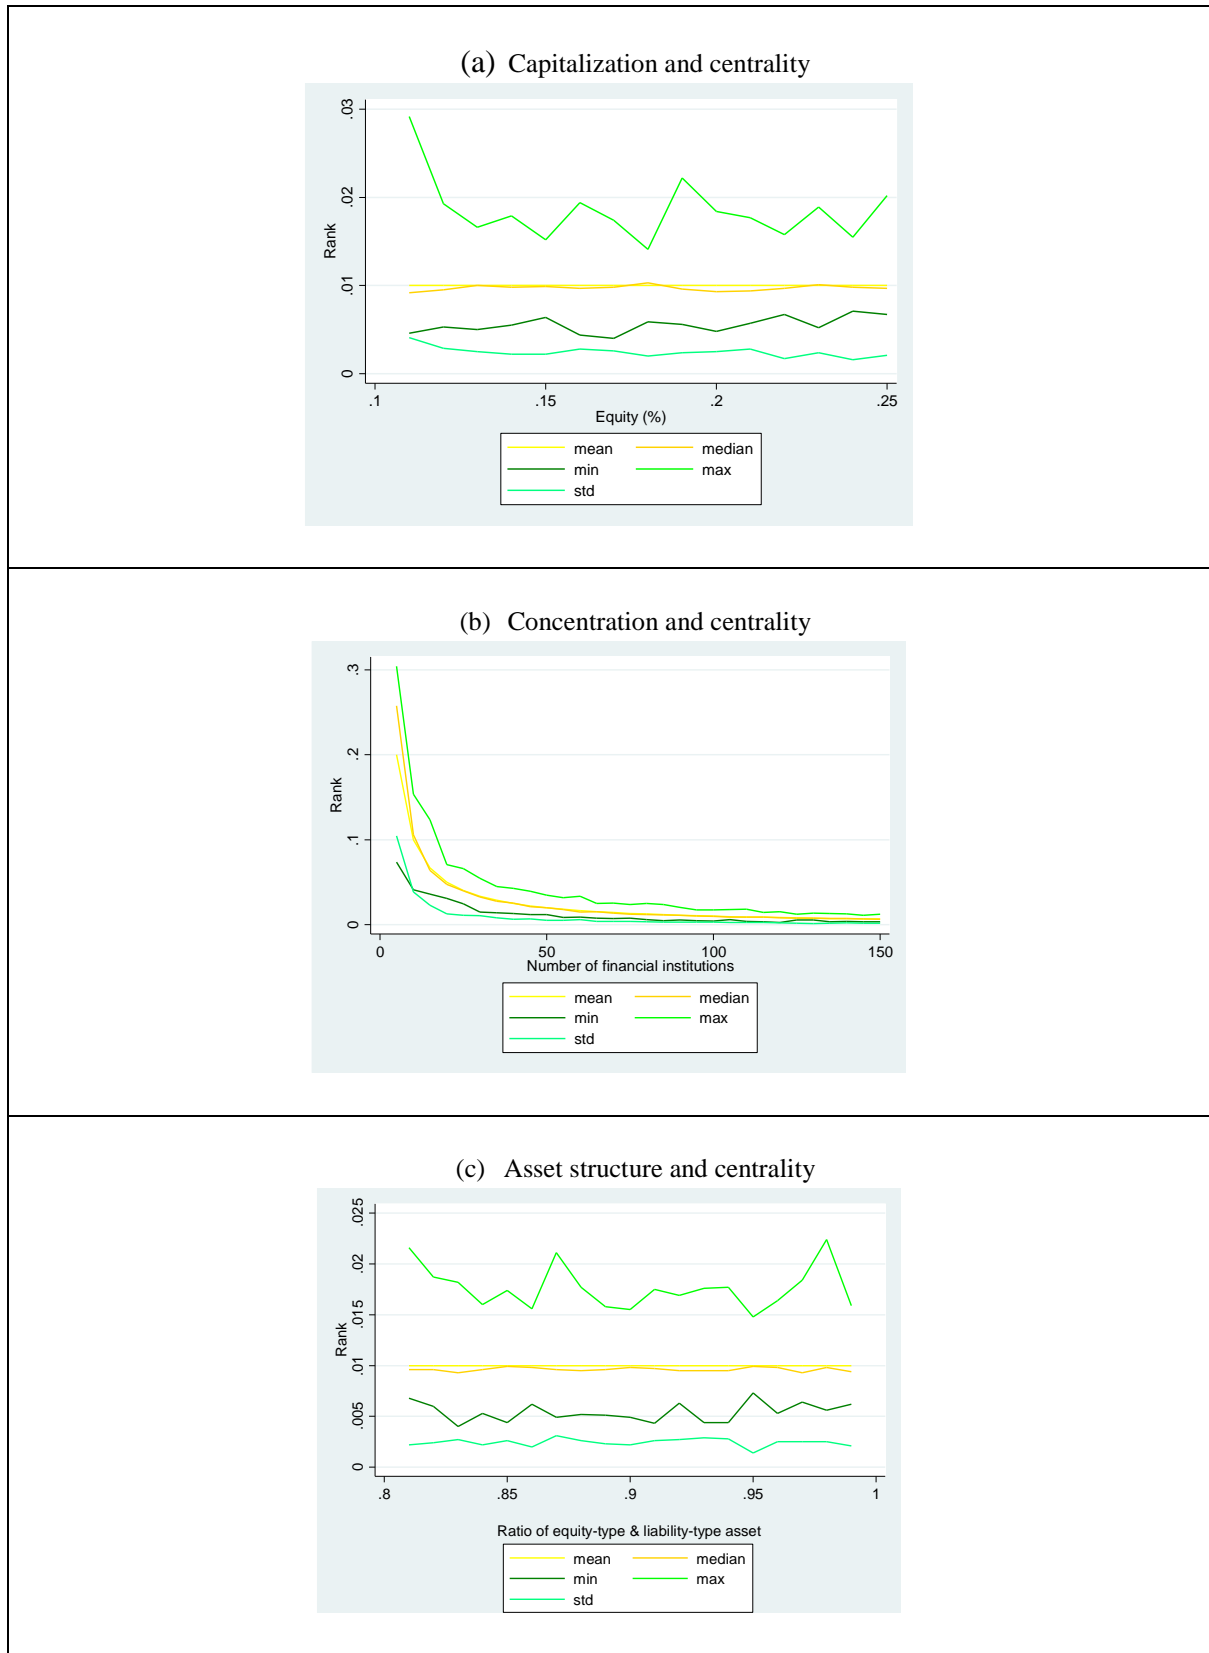 (a) Capitalization and centrality
.03
.02
.01
0
Rank
.1 .15 .2 .25
Equity (%)
mean median
min max
std
(b) Concentration and centrality
.3
.2
.1
0
Rank
0 50 100 150
Number of financial institutions
mean median
min max
std
(c) Asset structure and centrality
.025
.02
.015
.01
.005
0
Rank
.8 .85 .9 .95 1
Ratio of equity-type & liability-type asset
mean median
min max
std